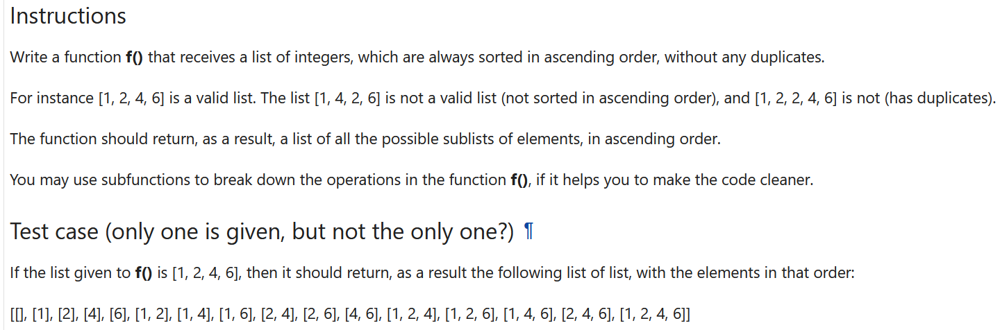 Instructions
Write a function f() that receives a list of integers, which are always sorted in ascending order, without any duplicates.
For instance [1, 2, 4, 6] is a valid list. The list [1, 4, 2, 6] is not a valid list (not sorted in ascending order), and [1, 2, 2, 4, 6] is not (has duplicates).
The function should return, as a result, a list of all the possible sublists of elements, in ascending order.
You may use subfunctions to break down the operations in the function f(), if it helps you to make the code cleaner.
Test case (only one is given, but not the only one?) ¶
If the list given to f() is [1, 2, 4, 6], then it should return, as a result the following list of list, with the elements in that order:
[[], [1], [2], [4], [6], [1, 2], [1, 4], [1, 6], [2, 4], [2, 6], [4, 6], [1, 2, 4], [1, 2, 6], [1, 4, 6], [2, 4, 6], [1, 2, 4, 6]]